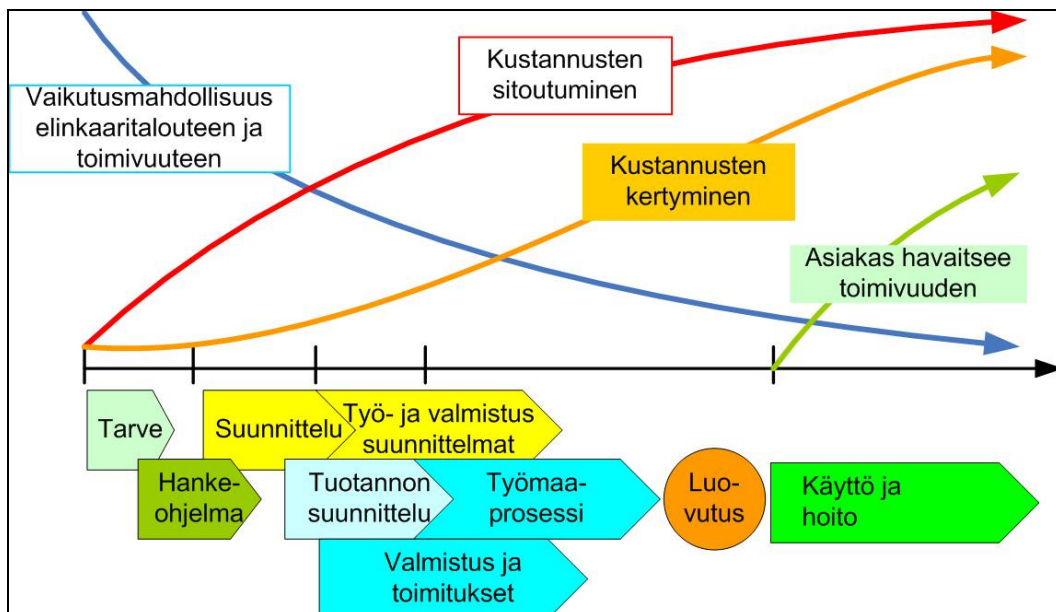 Kustannusten
sitoutuminen
Vaikutusmahdollisuus
elinkaaritalouteen ja
toimivuuteen
Kustannusten
kertyminen
Asiakas havaitsee
toimivuuden
Tarve
Suunnittelu
Työ- ja valmistus
suunnittelmat
Hanke-
ohjelma
Tuotannon
suunnittelu
Työmaa-
prosessi
Luo-
vutus
Käyttö ja
hoito
Valmistus ja
toimitukset